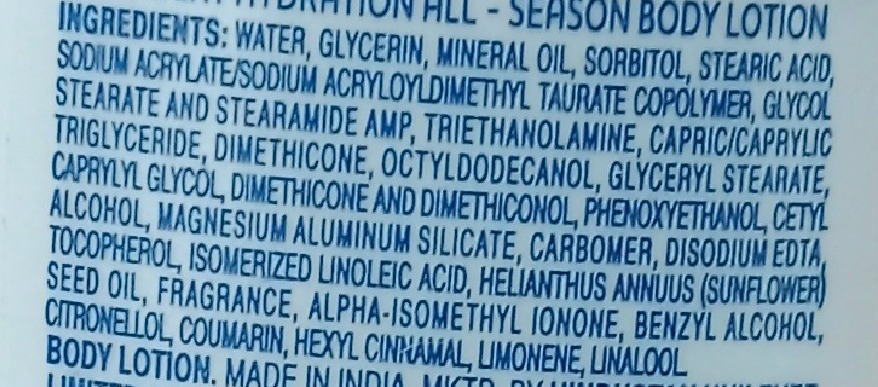 HYDRATION ALL - SEASON BODY LOTION
INGREDIENTS: WATER, GLYCERIN, MINERAL OIL, SORBITOL, STEARIC ACID,
SODIUM ACRYLATE/SODIUM ACRYLOYLDIMETHYL TAURATE COPOLYMER, GLYCOL
STEARATE AND STEARAMIDE AMP, TRIETHANOLAMINE, CAPRIC/CAPRYLIC
TRIGLYCERIDE, DIMETHICONE, OCTYLDODECANOL, GLYCERYL STEARATE,
CAPRYLYL GLYCOL, DIMETHICONE AND DIMETHICONOL, PHENOXYETHANOL, CETYL
ALCOHOL, MAGNESIUM ALUMINUM SILICATE, CARBOMER, DISODIUM EDTA,
TOCOPHEROL, ISOMERIZED LINOLEIC ACID, HELIANTHUS ANNUUS (SUNFLOWER)
SEED OIL, FRAGRANCE, ALPHA-ISOMETHYL IONONE, BENZYL ALCOHOL,
CITRONELLOL, COUMARIN, HEXYL CINNAMAL, LIMONENE, LINALOOL
BODY LOTION. MADE IN INDIA. MKTD. BY